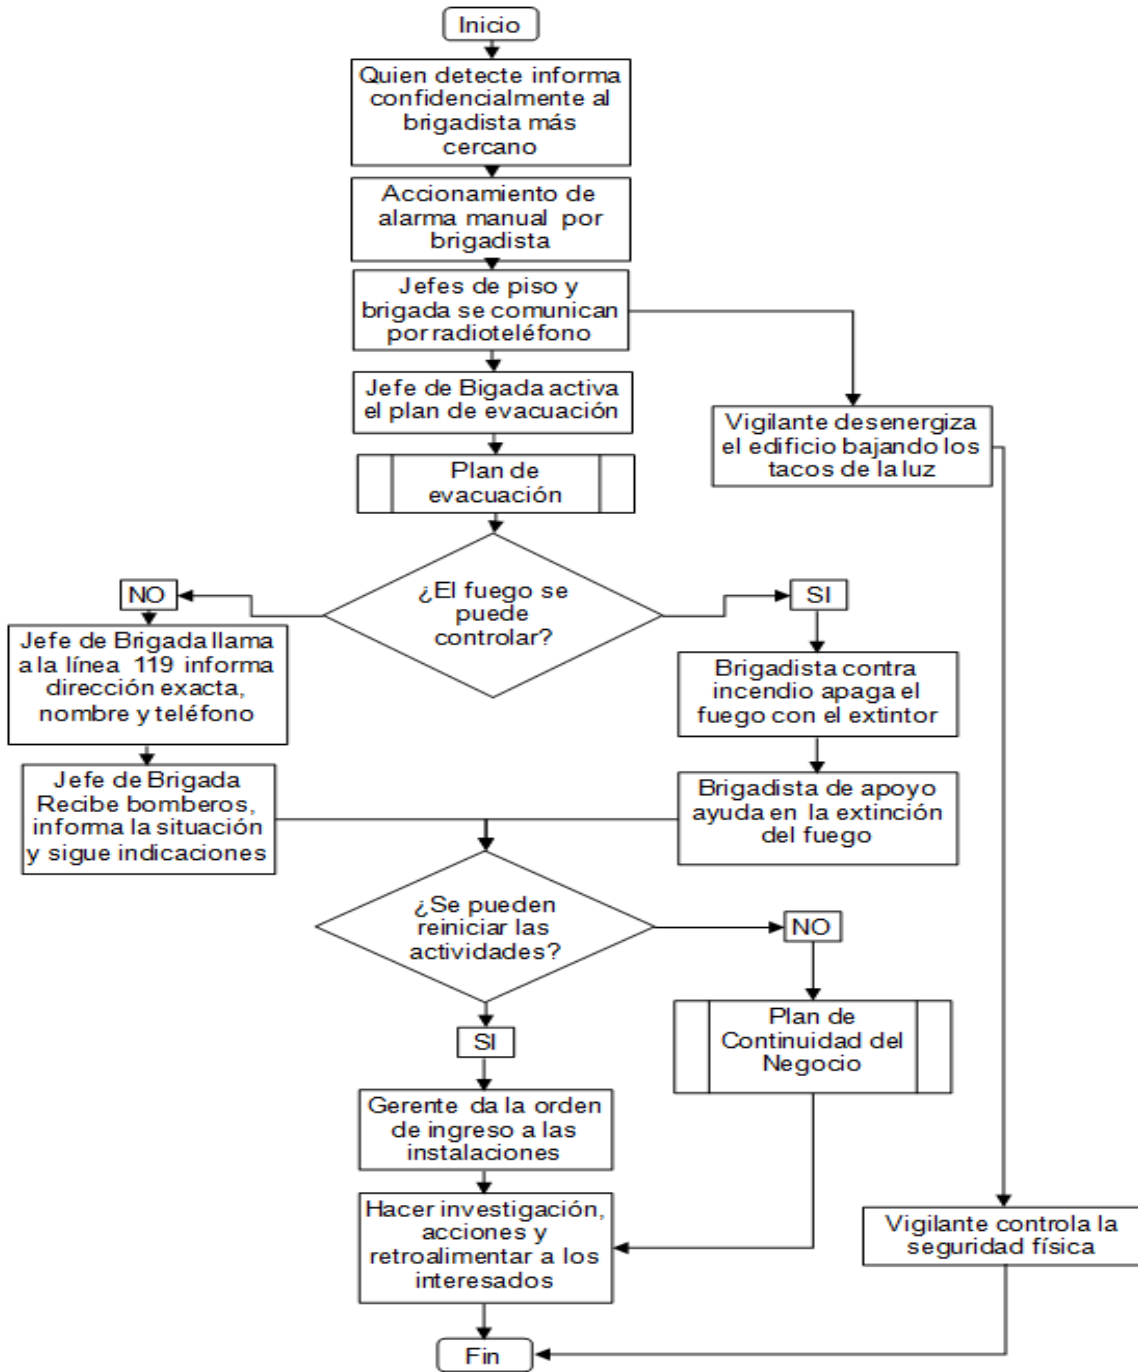 Inicio
Quien detecte informa
confidencialmente al
brigadista más
cercano
Accionamiento de
alarma manual por
brigadista
Jefes de piso y
brigada se comunican
por radioteléfono
Jefe de Bigada activa
el plan de evacuación
Vigilante desenergiza
el edificio bajando los
tacos de la luz
Plan de
evacuación
¿El fuego se
puede
controlar?
NO
SI
Jefe de Brigada llama
a la línea 119 informa
dirección exacta,
nombre y teléfono
Brigadista contra
incendio apaga el
fuego con el extintor
Jefe de Brigada
Recibe bomberos,
informa la situación
y sigue indicaciones
Brigadista de apoyo
ayuda en la extinción
del fuego
¿Se pueden
reiniciar las
actividades?
NO
SI
Plan de
Continuidad del
Negocio
Gerente da la orden
de ingreso a las
instalaciones
Hacer investigación,
acciones y
retroalimentar a los
interesados
Vigilante controla la
seguridad física
Fin